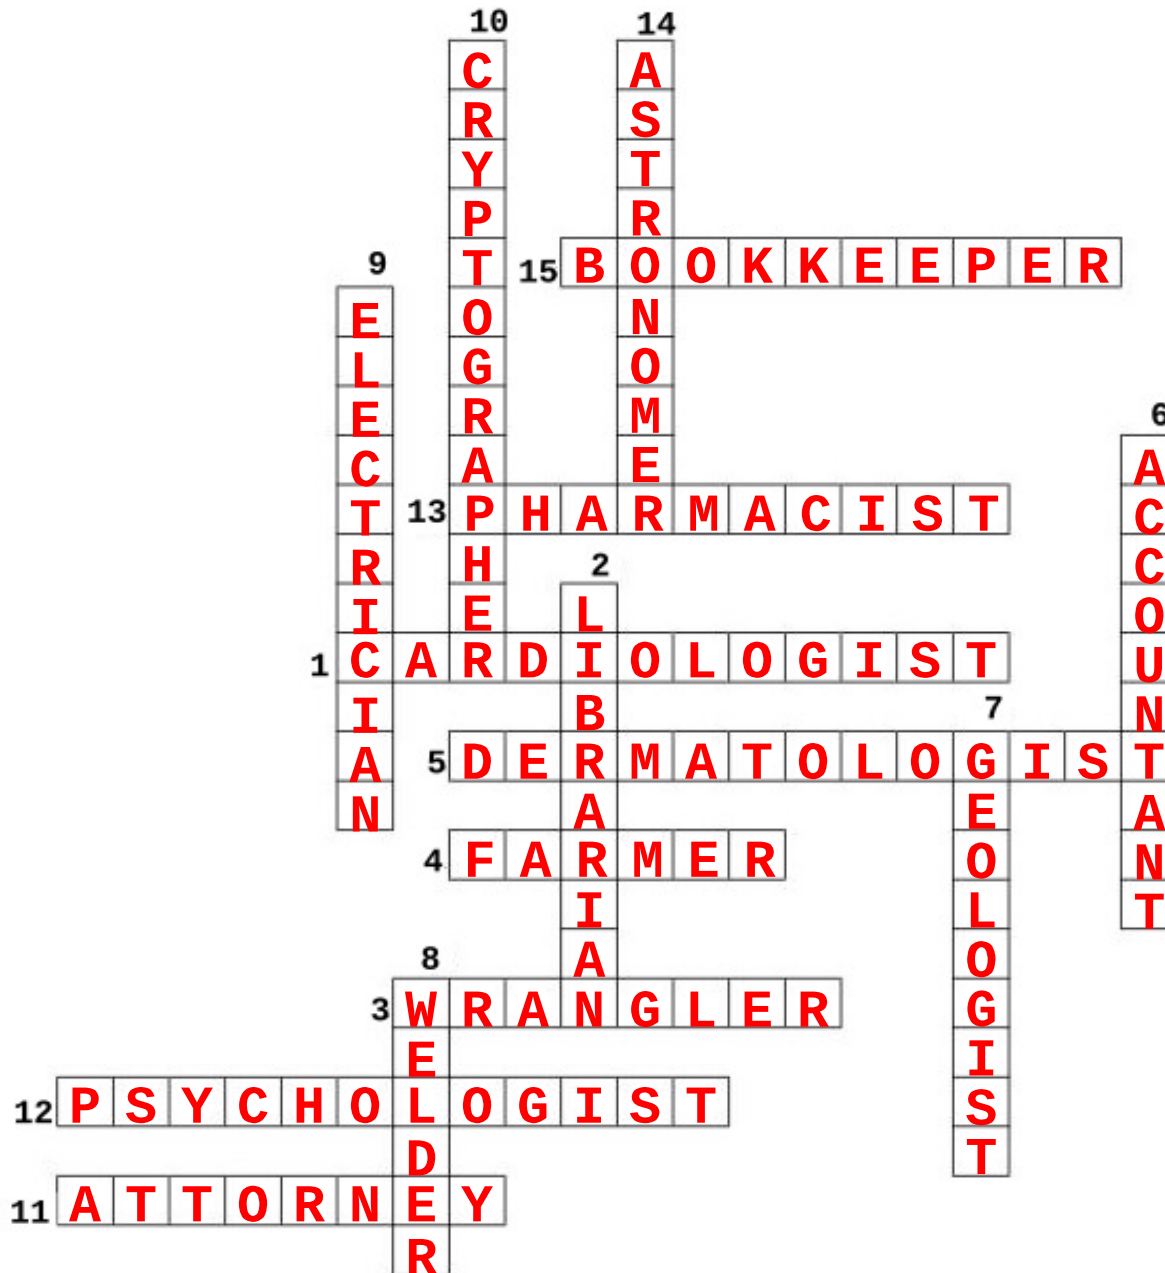 10 CRYPTOGRAPHER
14 ASTRONOMER
15 BOOKKEEPER
9 ELECTRICIAN
6 ACCOUNTANT
13 PHARMACIST
2 LIBRARIAN
1 CARDIOLOGIST
7 GEOLOGIST
5 DERMATOLOGIST
4 FARMER
8 WELDER
3 WRANGLER
12 PSYCHOLOGIST
11 ATTORNEY